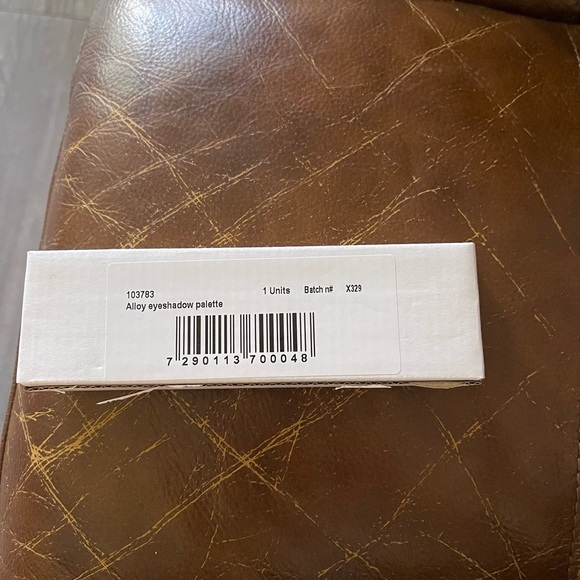 103783 1 Units Batch n# X329
Alloy eyeshadow palette
7 290113 700048